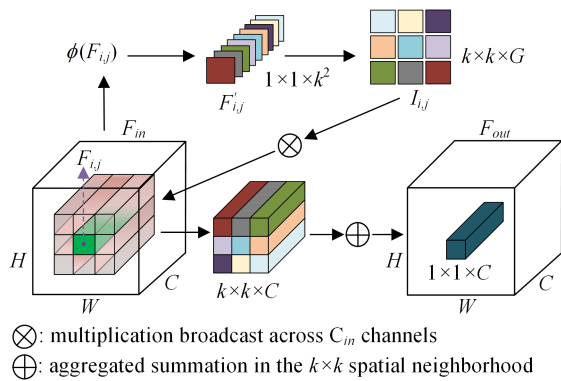 ϕ(F_{i,j})
F'_{i,j}
1×1×k²
I_{i,j}
k×k×G
F_{in}
F_{i,j}
H
W
C
k×k×C
F_{out}
1×1×C
H
W
C
⊗: multiplication broadcast across C_{in} channels
⊕: aggregated summation in the k×k spatial neighborhood